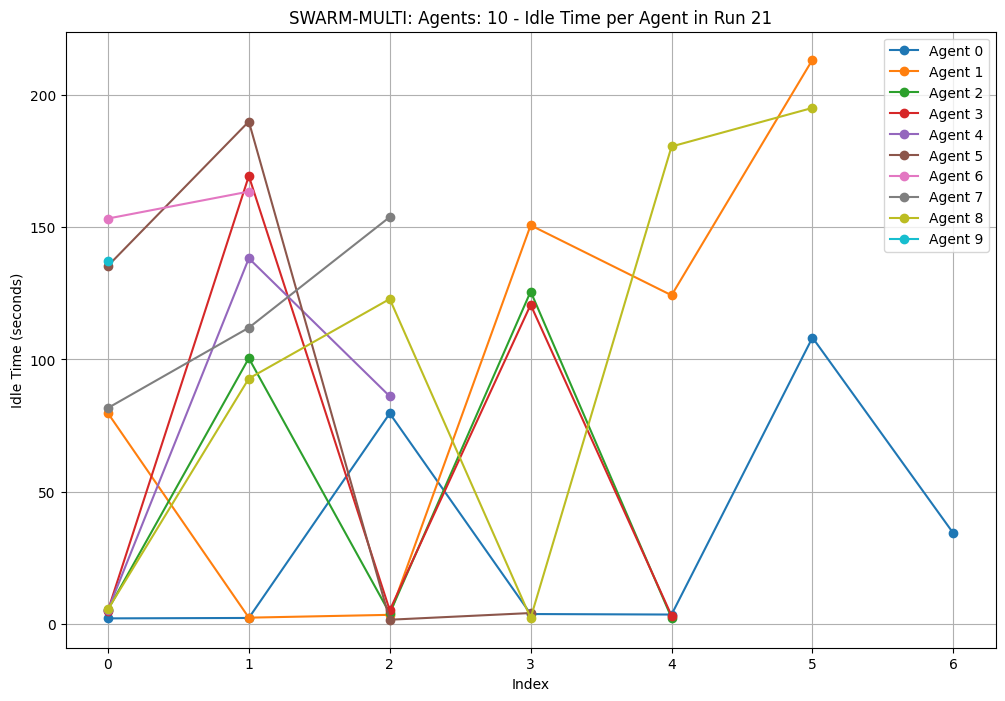 SWARM-MULTI: Agents: 10 - Idle Time per Agent in Run 21
Idle Time (seconds)
200
150
100
50
0
0 1 2 3 4 5 6
Index
Agent 0
Agent 1
Agent 2
Agent 3
Agent 4
Agent 5
Agent 6
Agent 7
Agent 8
Agent 9